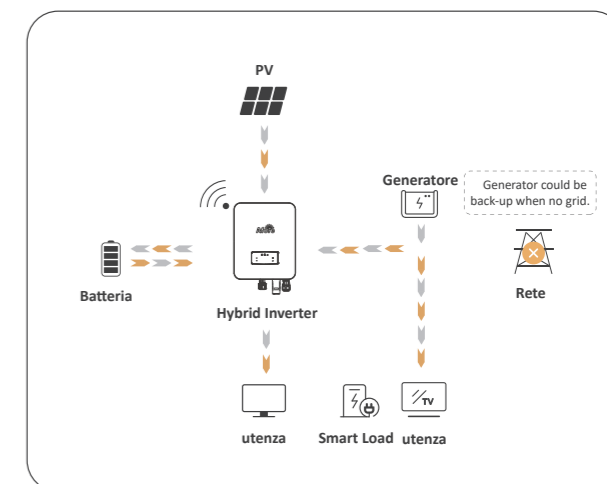 PV
Generatore
Generator could be
back-up when no grid.
Batteria
Hybrid Inverter
Rete
TV
utenza
Smart Load
utenza